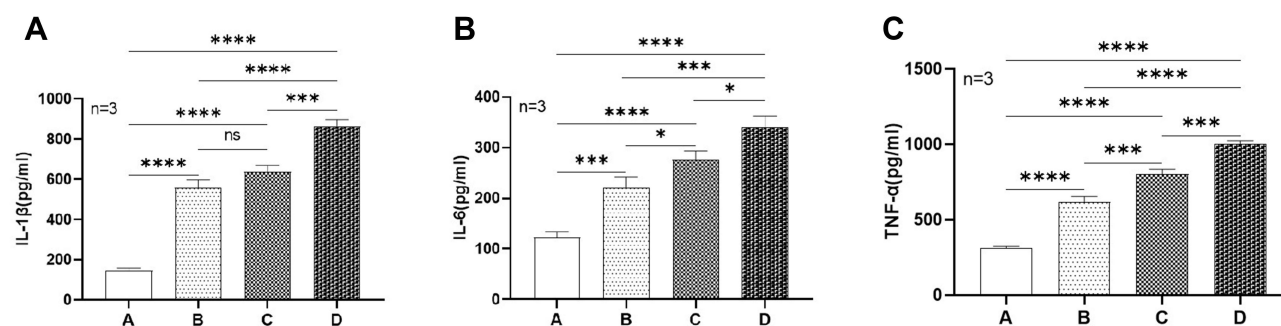 A
****
****
n=3
****
***
ns
****
IL-1β(pg/ml)
1000
800
600
400
200
0
A B C D
B
****
***
*
n=3
****
*
***
IL-6(pg/ml)
400
300
200
100
0
A B C D
C
****
****
n=3
****
***
***
****
TNF-α(pg/ml)
1500
1000
500
0
A B C D